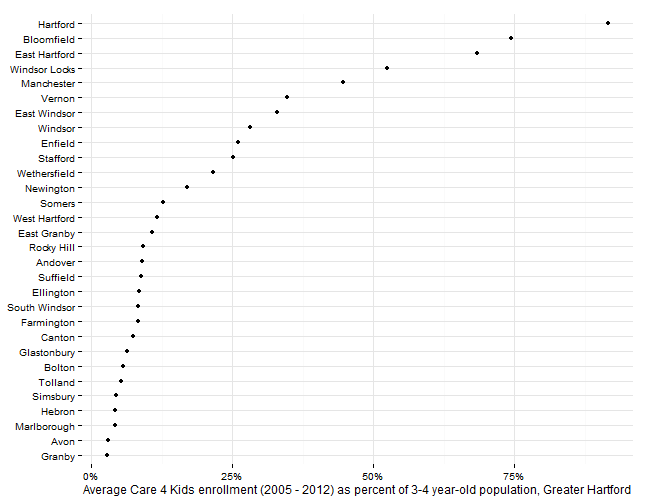 Hartford
Bloomfield
East Hartford
Windsor Locks
Manchester
Vernon
East Windsor
Windsor
Enfield
Stafford
Wethersfield
Newington
Somers
West Hartford
East Granby
Rocky Hill
Andover
Suffield
Ellington
South Windsor
Farmington
Canton
Glastonbury
Bolton
Tolland
Simsbury
Hebron
Marlborough
Avon
Granby
0% 25% 50% 75%
Average Care 4 Kids enrollment (2005 - 2012) as percent of 3-4 year-old population, Greater Hartford